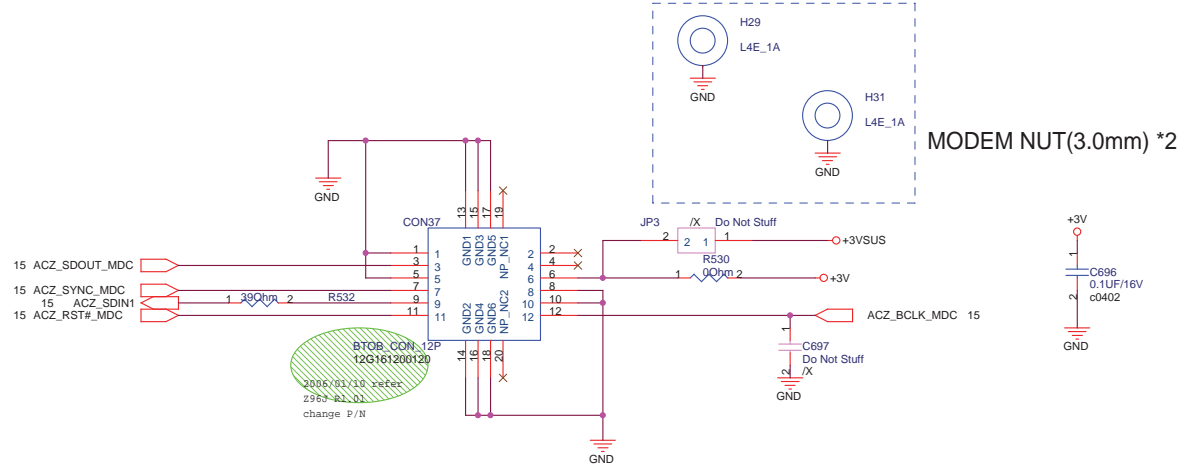 H29
L4E_1A
GND
H31
L4E_1A
GND
MODEM NUT(3.0mm) *2
GND
13
15
17
19
CON37
GND1
GND3
GND5
NP_NC1
JP3
/X
Do Not Stuff
2
2 1
1
+3VSUS
R530
1
0Ohm
2
+3V
+3V
1
C696
0.1UF/16V
2
c0402
GND
15 ACZ_SDOUT_MDC
15 ACZ_SYNC_MDC
15 ACZ_SDIN1
15 ACZ_RST#_MDC
1
39Ohm
2
R532
1
3
5
7
9
11
1
3
5
7
9
11
2
4
6
8
10
12
2
4
6
8
10
12
GND2
GND4
GND6
NP_NC2
14
16
18
20
BTOB_CON_12P
12G161200120
2006/01/10 refer
Z96J R1.01
change P/N
ACZ_BCLK_MDC 15
1
C697
Do Not Stuff
2
/X
GND
GND